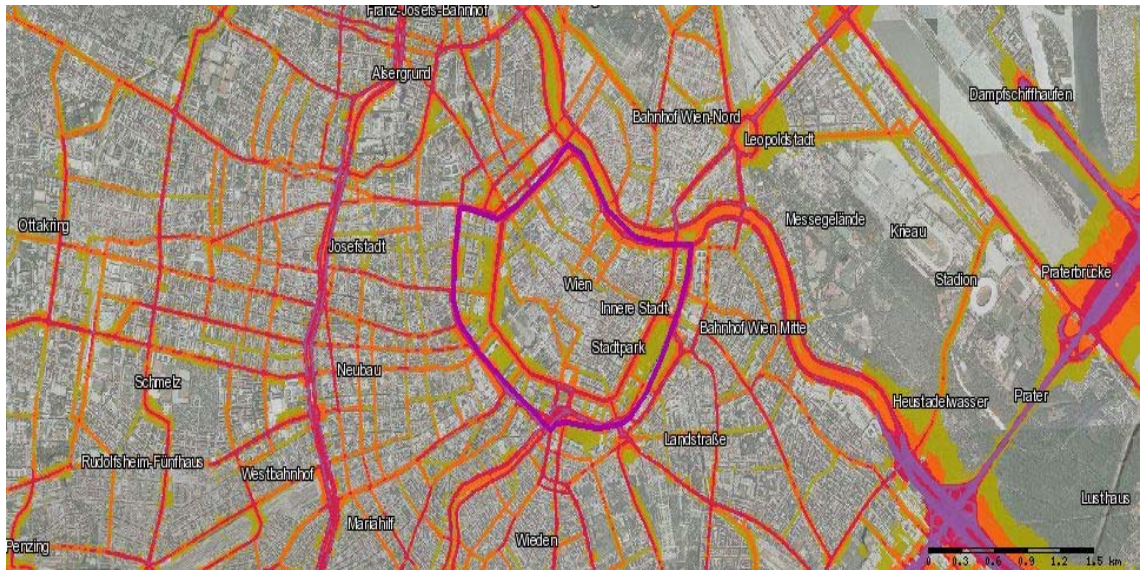 Franz-Josefs-Bahnhof
Alsergrund
Dampfschiffhaufen
Bahnhof Wien-Nord
Leopoldstadt
Ottakring
Josefstadt
Messegelände
Krieau
Stadion
Praterbrücke
Wien
Innere Stadt
Stadtpark
Bahnhof Wien Mitte
Neubau
Schmelz
Heustadelwasser
Prater
Landstraße
Rudolfsheim-Fünfhaus
Westbahnhof
Lusthaus
Mariahilf
Wieden
Penzing
0 0.3 0.6 0.9 1.2 1.5 km